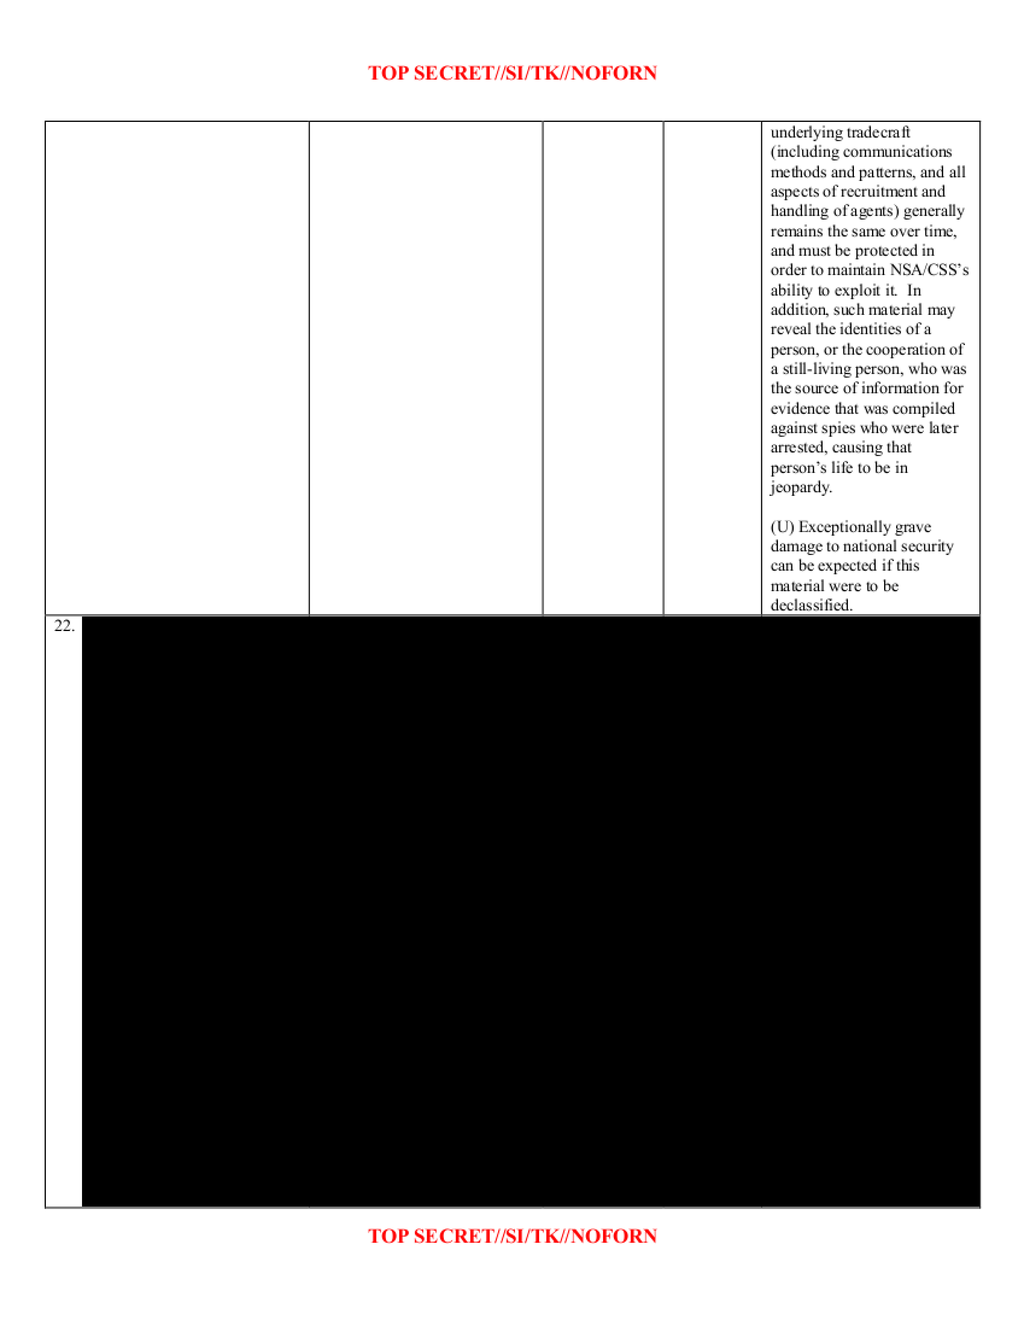 TOP SECRET//SI/TK//NOFORN
underlying tradecraft
(including communications
methods and patterns, and all
aspects of recruitment and
handling of agents) generally
remains the same over time,
and must be protected in
order to maintain NSA/CSS’s
ability to exploit it.  In
addition, such material may
reveal the identities of a
person, or the cooperation of
a still-living person, who was
the source of information for
evidence that was compiled
against spies who were later
arrested, causing that
person’s life to be in
jeopardy.
(U) Exceptionally grave
damage to national security
can be expected if this
material were to be
declassified.
22.
TOP SECRET//SI/TK//NOFORN